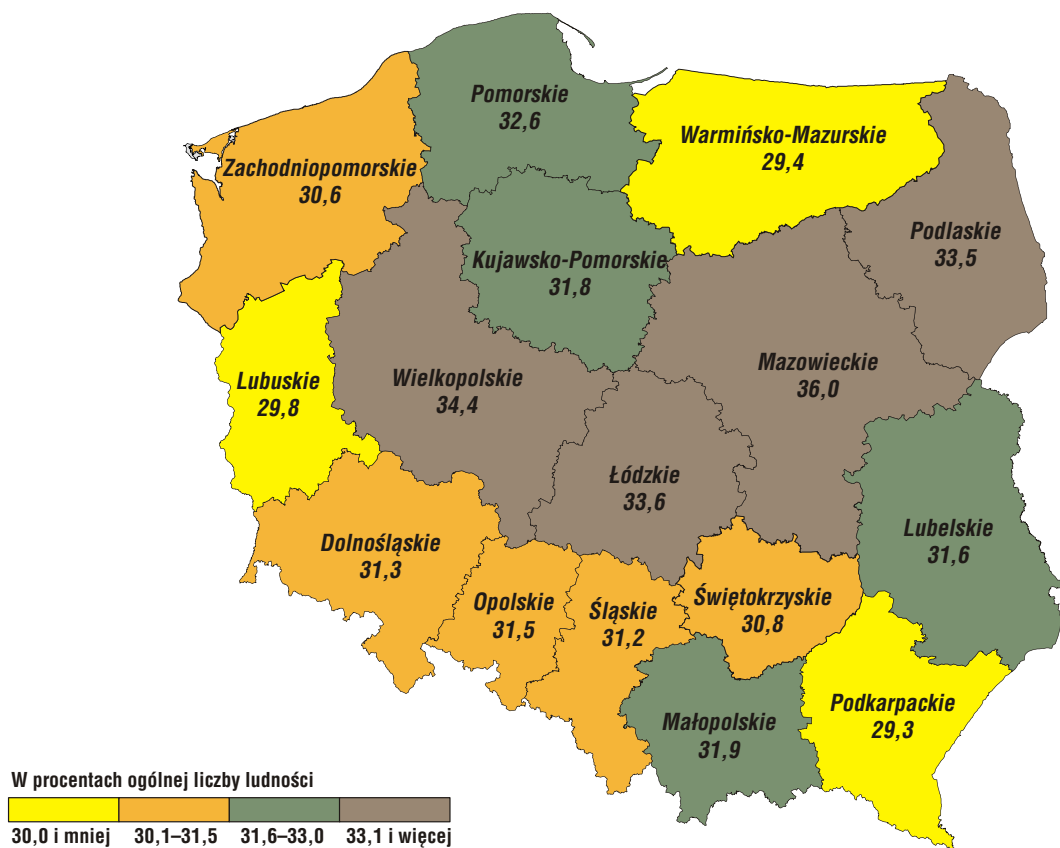 Pomorskie
32,6
Warmińsko-Mazurskie
29,4
Zachodniopomorskie
30,6
Podlaskie
33,5
Kujawsko-Pomorskie
31,8
Mazowieckie
36,0
Wielkopolskie
34,4
Lubuskie
29,8
Łódzkie
33,6
Lubelskie
31,6
Dolnośląskie
31,3
Opolskie
31,5
Śląskie
31,2
Świętokrzyskie
30,8
Podkarpackie
29,3
Małopolskie
31,9
W procentach ogólnej liczby ludności
30,0 i mniej 30,1–31,5 31,6–33,0 33,1 i więcej